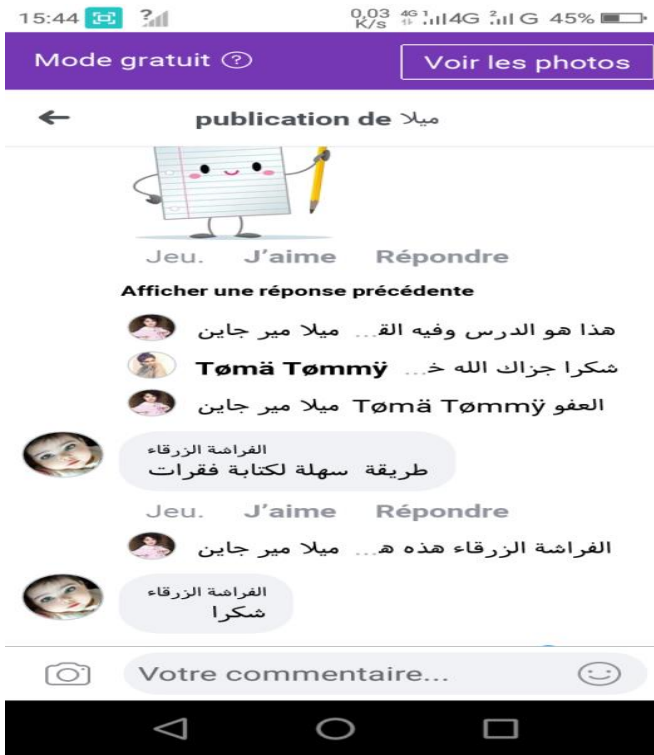 15:44 ? 0,03 K/s 4G 1 4G 2 G 45%
Mode gratuit ? Voir les photos
publication de ميلا
Jeu. J'aime Répondre
Afficher une réponse précédente
ميلا مير جاين هذا هو الدرس وفيه الق...
Tømä Tømmÿ شكرا جزاك الله خ...
ميلا مير جاين Tømä Tømmÿ العفو
الفراشة الزرقاء
طريقة سهلة لكتابة فقرات
Jeu. J'aime Répondre
ميلا مير جاين الفراشة الزرقاء هذه ه...
الفراشة الزرقاء
شكرا
Votre commentaire...